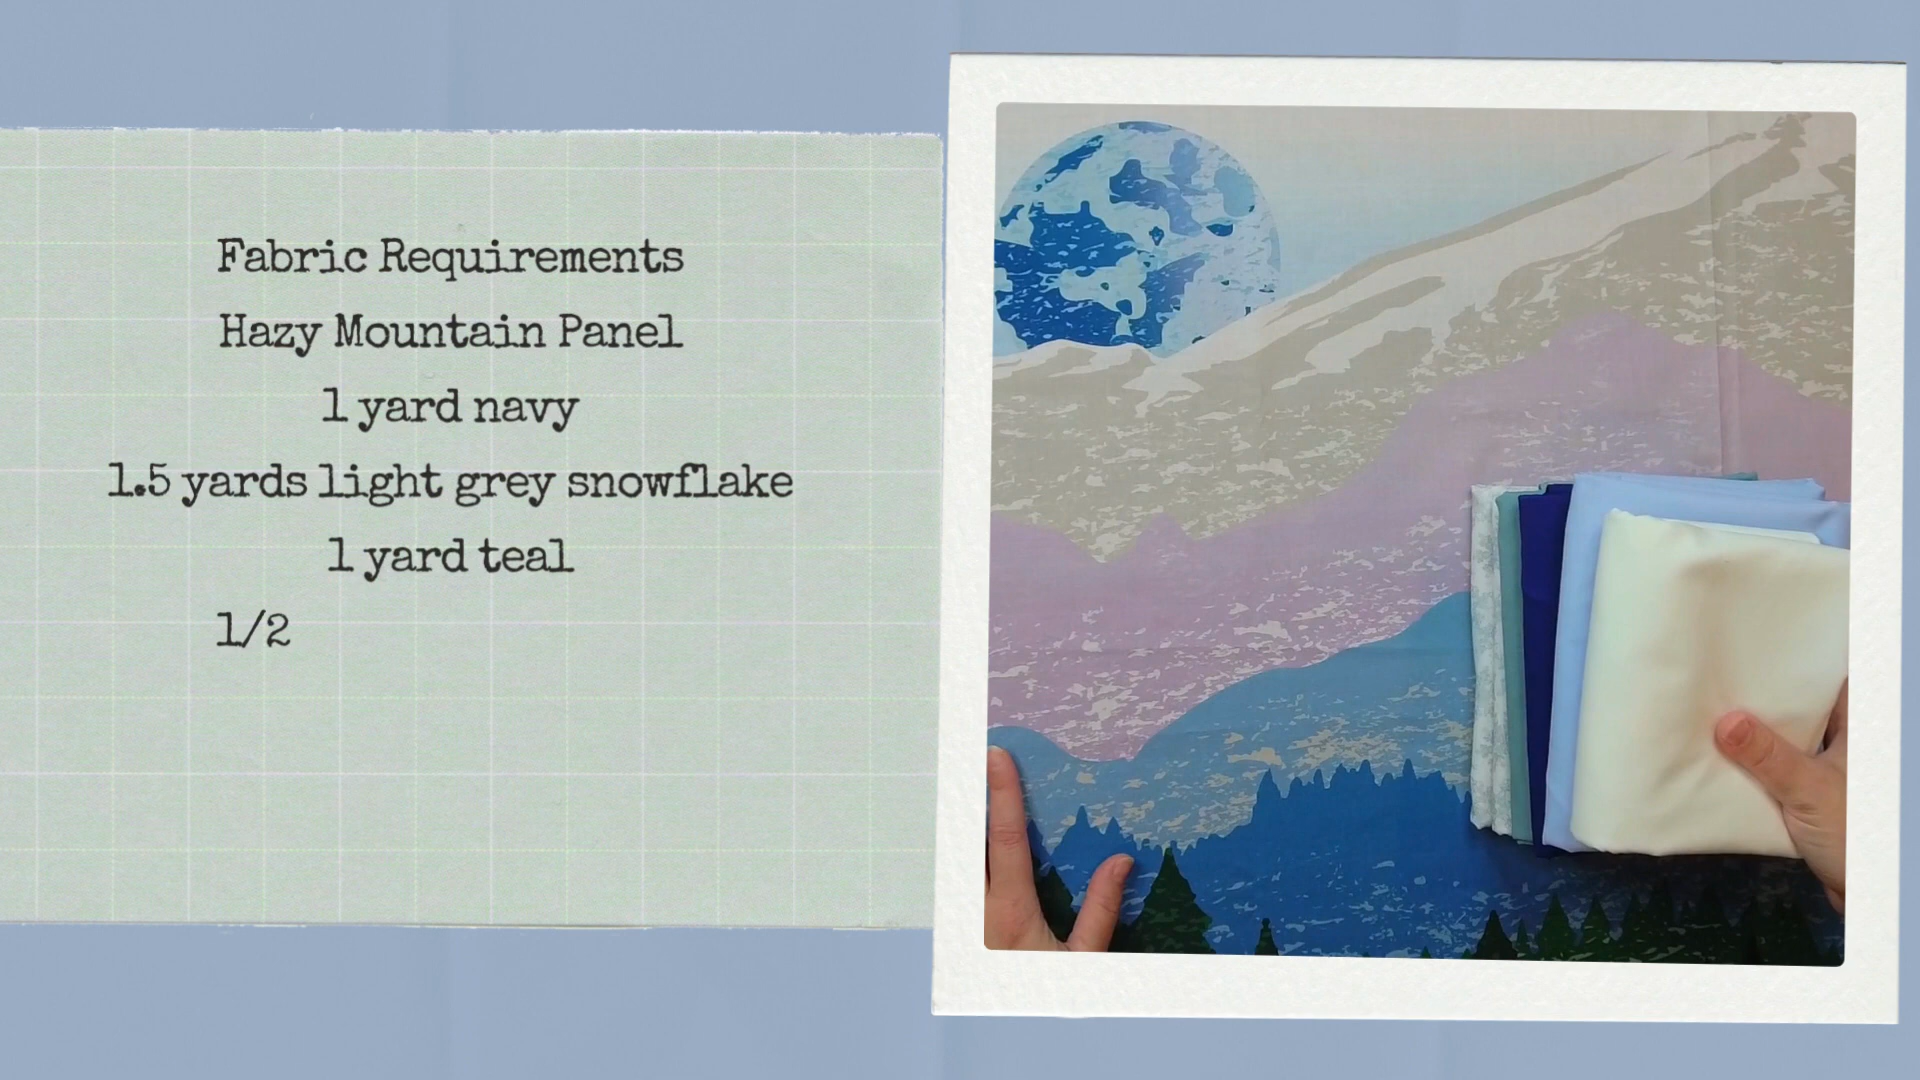 Fabric Requirements
Hazy Mountain Panel
1 yard navy
1.5 yards light grey snowflake
1 yard teal
1/2